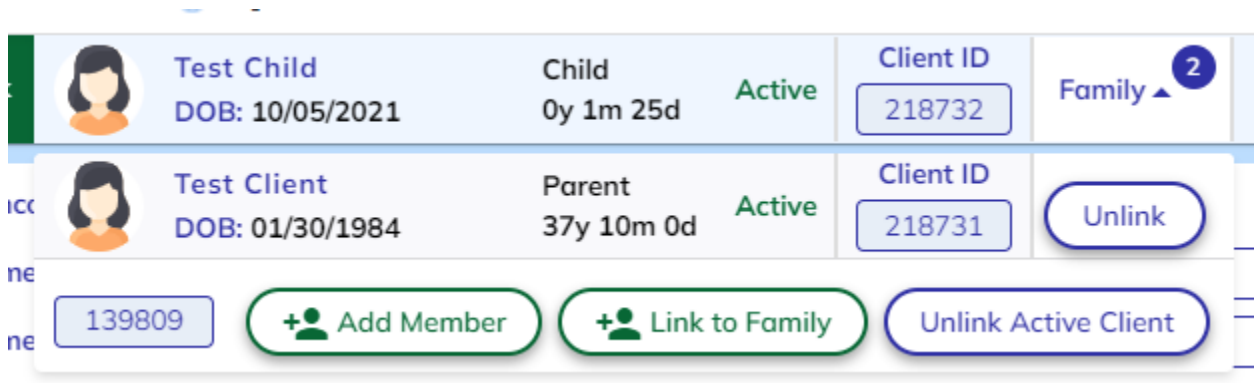 Test Child
DOB: 10/05/2021
Child
0y 1m 25d
Active
Client ID
218732
Family
2
Test Client
DOB: 01/30/1984
Parent
37y 10m 0d
Active
Client ID
218731
Unlink
139809
Add Member
Link to Family
Unlink Active Client